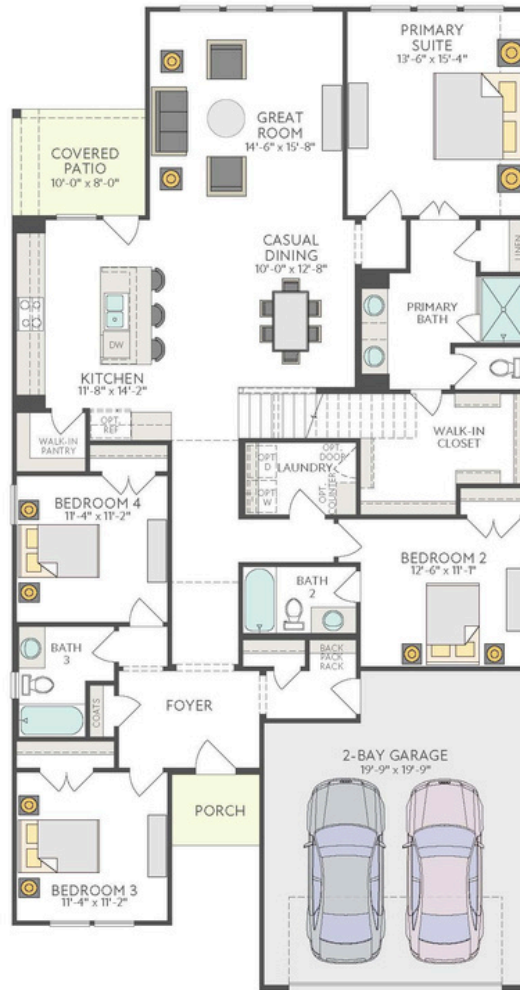 PRIMARY
SUITE
13'-6" x 15'-4"
GREAT
ROOM
14'-6" x 15'-8"
COVERED
PATIO
10'-0" x 8'-0"
CASUAL
DINING
10'-0" x 12'-8"
LINEN
PRIMARY
BATH
DW
KITCHEN
11'-8" x 14'-2"
OPT.
REF
WALK-IN
PANTRY
WALK-IN
CLOSET
OPT
D
LAUNDRY
OPT.
DOOR
OPT
W
OPT.
COUNTER
BEDROOM 4
11'-4" x 11'-2"
BEDROOM 2
12'-6" x 11'-1"
BATH
2
BATH
3
BACK
PACK
RACK
COATS
FOYER
2-BAY GARAGE
19'-9" x 19'-9"
PORCH
BEDROOM 3
11'-4" x 11'-2"